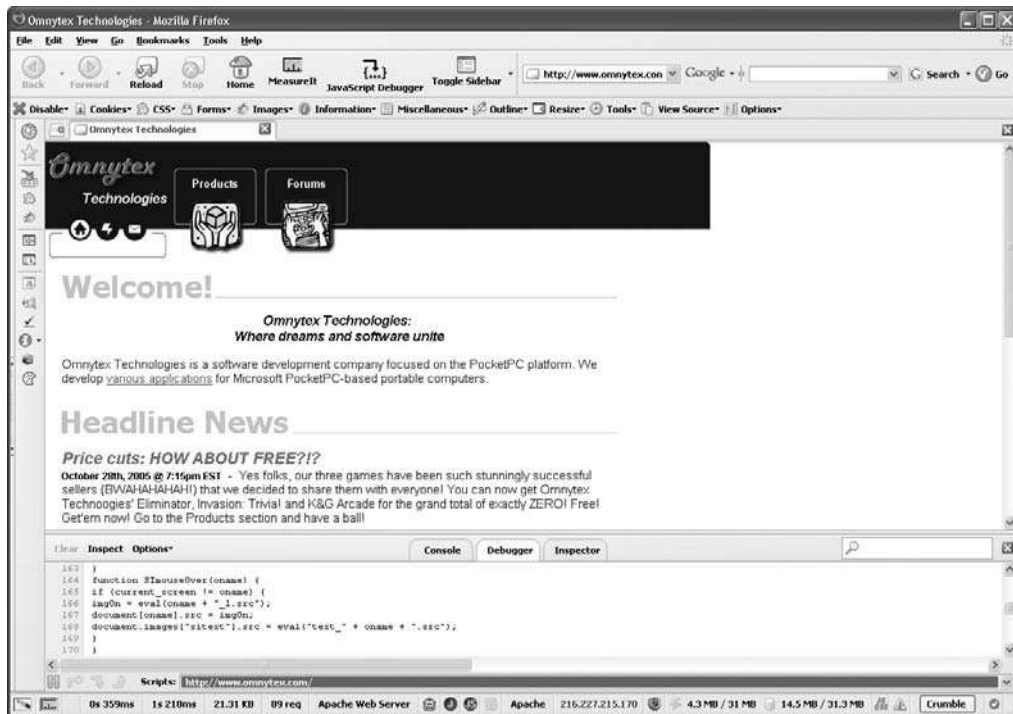 Omnytex Technologies - Mozilla Firefox
File Edit View Go Bookmarks Tools Help
Back Forward Reload Stop Home MeasureIt JavaScript Debugger Toggle Sidebar http://www.omnytex.con Google Search Go
Disable Cookies CSS Forms Images Information Miscellaneous Outline Resize Tools View Source Options
Omnytex Technologies
Omnytex
Technologies
Products Forums
Welcome!
Omnytex Technologies:
Where dreams and software unite
Omnytex Technologies is a software development company focused on the PocketPC platform. We
develop various applications for Microsoft PocketPC-based portable computers.
Headline News
Price cuts: HOW ABOUT FREE?!?
October 28th, 2005 @ 7:15pm EST - Yes folks, our three games have been such stunningly successful
sellers (BWAHAHAHAH!) that we decided to share them with everyone! You can now get Omnytex
Technoogies' Eliminator, Invasion: Trivia! and K&G Arcade for the grand total of exactly ZERO! Free!
Get'em now! Go to the Products section and have a ball!
Clear Inspect Options Console Debugger Inspector
163 }
164 function SImouseOver(oname) {
165 if (current_screen != oname) {
166 imgOn = eval(oname + "_1.src");
167 document[oname].src = imgOn;
168 document.images["sitext"].src = eval("text_" + oname + ".src");
169 }
170 }
Scripts: http://www.omnytex.com/
0s 359ms 1s 218ms 21.31 KB 89 req Apache Web Server Apache 216.227.215.170 4.3 MB / 31 MB 14.5 MB / 31.3 MB Crumble